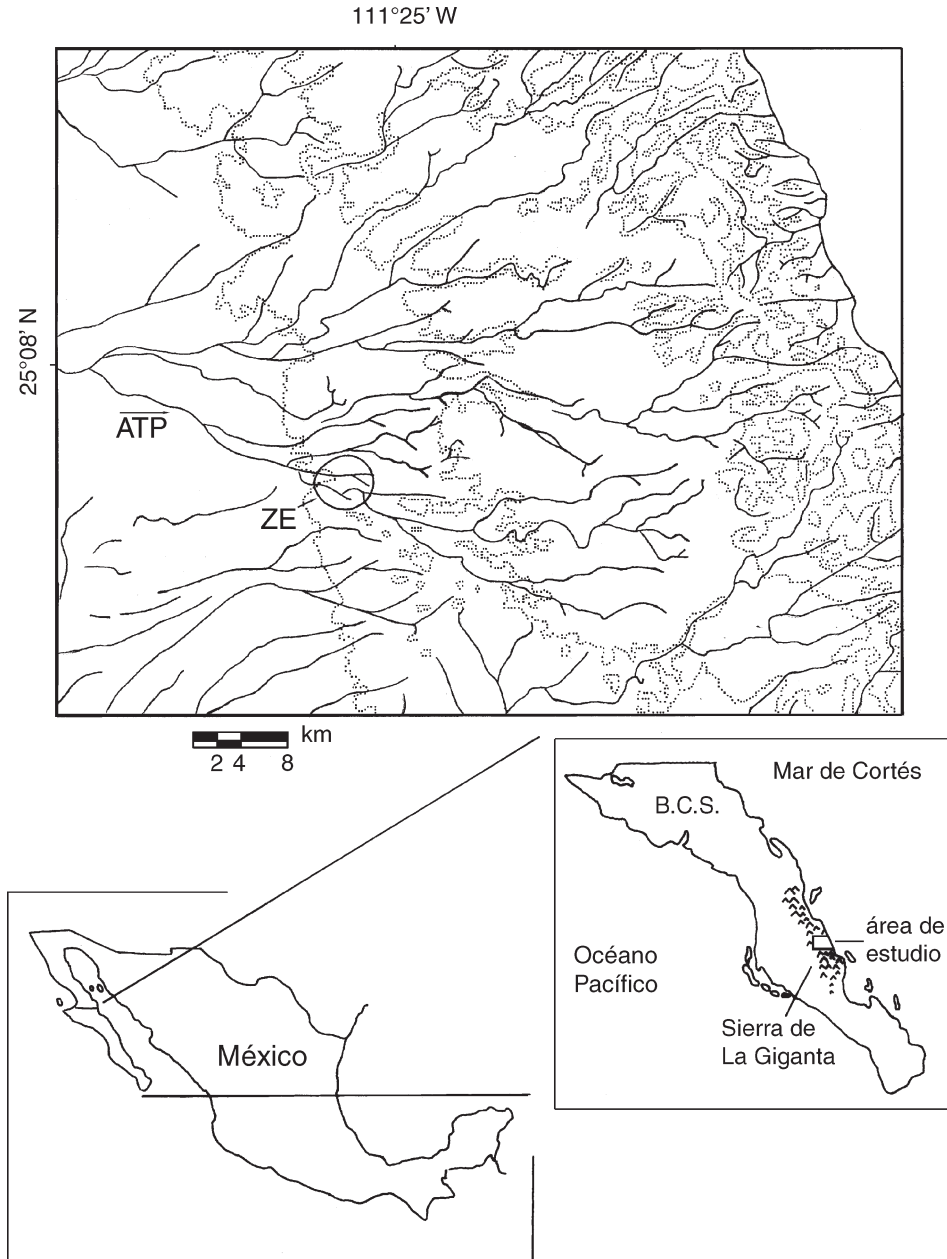 111°25' W
25°08' N
ATP
ZE
km
2 4 8
Mar de Cortés
B.C.S.
área de
estudio
Océano
Pacífico
Sierra de
La Giganta
México